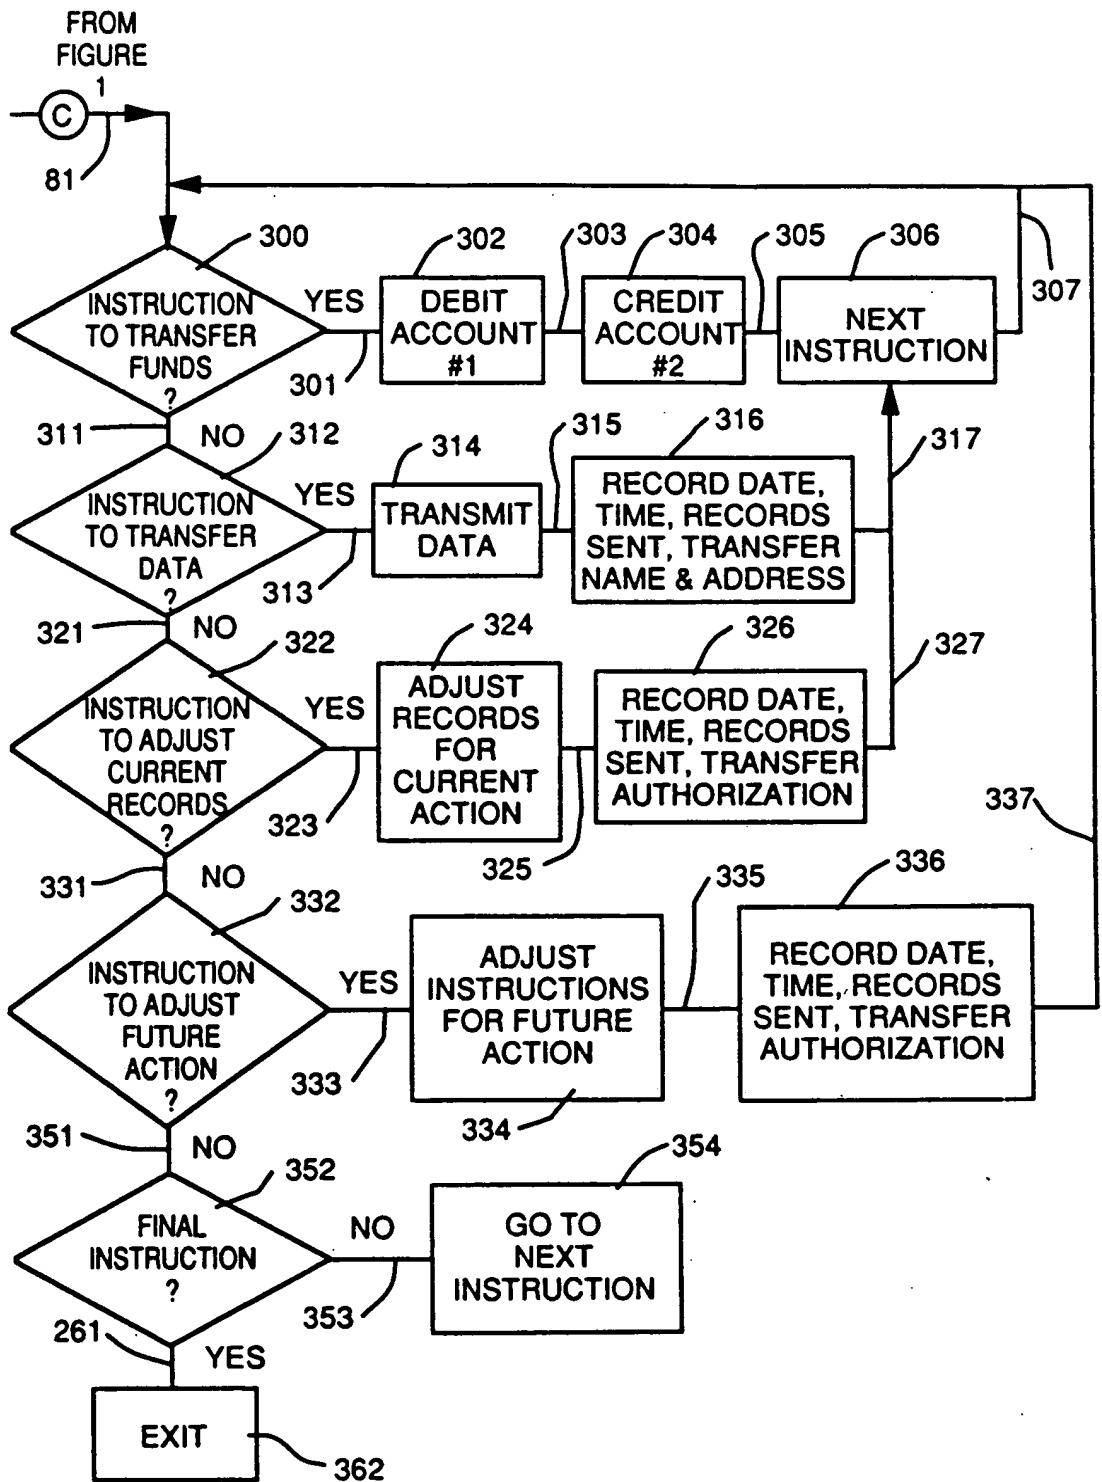 FROM
FIGURE
1
C
81
300
INSTRUCTION
TO TRANSFER
FUNDS
?
YES
301
302
DEBIT
ACCOUNT
#1
303
304
CREDIT
ACCOUNT
#2
305
306
NEXT
INSTRUCTION
307
311
NO
312
INSTRUCTION
TO TRANSFER
DATA
?
YES
313
314
TRANSMIT
DATA
315
316
RECORD DATE,
TIME, RECORDS
SENT, TRANSFER
NAME & ADDRESS
317
321
NO
322
INSTRUCTION
TO ADJUST
CURRENT
RECORDS
?
YES
323
324
ADJUST
RECORDS
FOR
CURRENT
ACTION
325
326
RECORD DATE,
TIME, RECORDS
SENT, TRANSFER
AUTHORIZATION
327
331
NO
332
INSTRUCTION
TO ADJUST
FUTURE
ACTION
?
YES
333
ADJUST
INSTRUCTIONS
FOR FUTURE
ACTION
334
335
336
RECORD DATE,
TIME, RECORDS
SENT, TRANSFER
AUTHORIZATION
337
351
NO
352
FINAL
INSTRUCTION
?
NO
353
354
GO TO
NEXT
INSTRUCTION
261
YES
EXIT
362